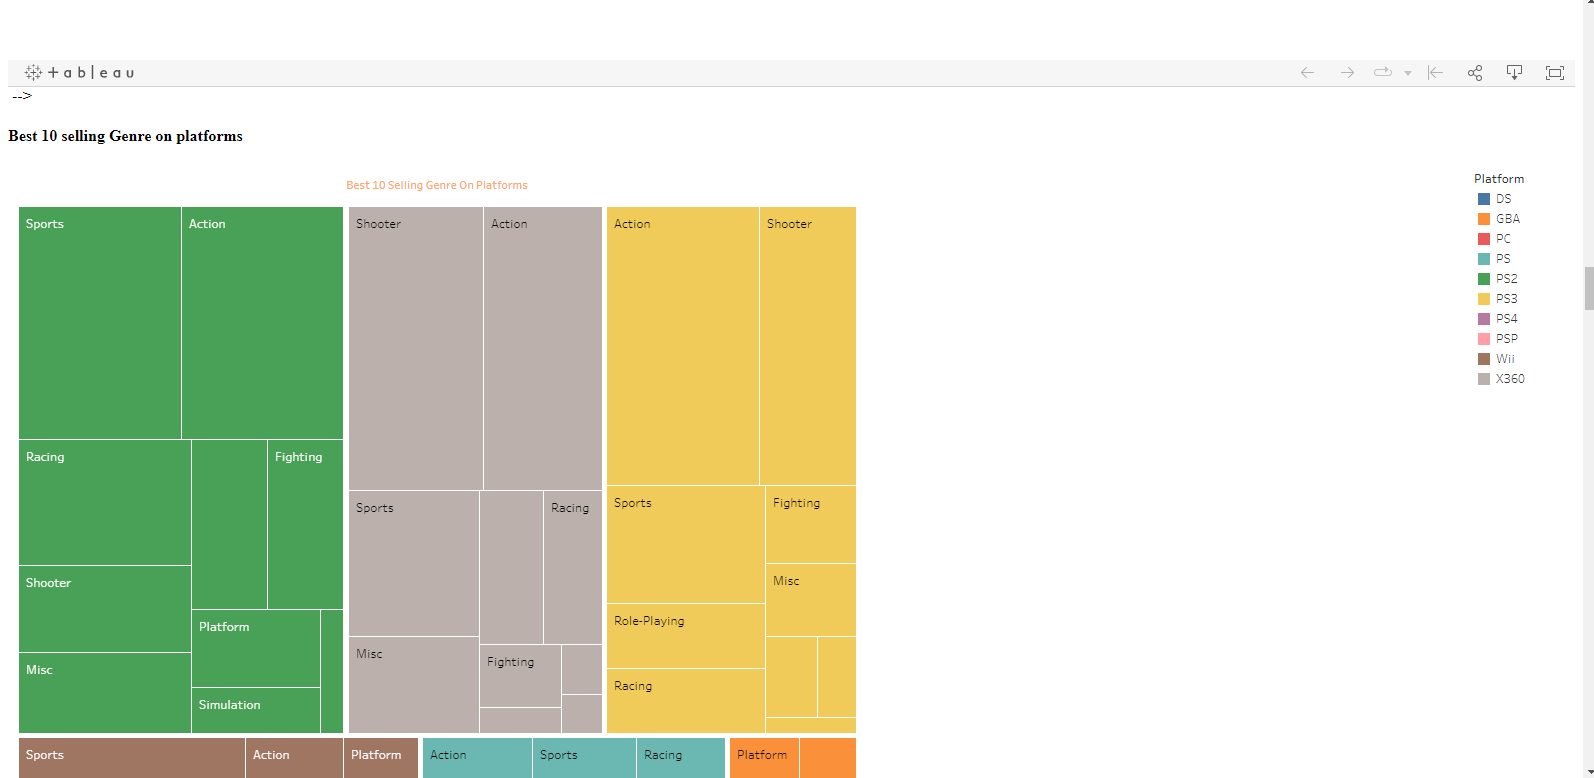 + a b l e a u
-->
Best 10 selling Genre on platforms
Best 10 Selling Genre On Platforms
Platform
DS
GBA
PC
PS
PS2
PS3
PS4
PSP
Wii
X360
Sports
Action
Racing
Fighting
Shooter
Platform
Misc
Simulation
Shooter
Action
Sports
Racing
Misc
Fighting
Action
Shooter
Sports
Fighting
Misc
Role-Playing
Racing
Sports
Action
Platform
Action
Sports
Racing
Platform